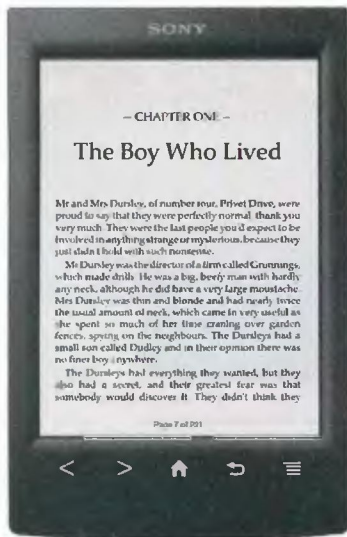 SONY
– CHAPTER ONE –
The Boy Who Lived
Mr and Mrs Dursley, of number four, Privet Drive, were
proud to say that they were perfectly normal, thank you
very much. They were the last people you'd expect to be
involved in anything strange or mysterious, because they
just didn't hold with such nonsense.
Mr Dursley was the director of a firm called Grunnings,
which made drills. He was a big, beefy man with hardly
any neck, although he did have a very large moustache.
Mrs Dursley was thin and blonde and had nearly twice
the usual amount of neck, which came in very useful as
she spent so much of her time craning over garden
fences, spying on the neighbours. The Dursleys had a
small son called Dudley and in their opinion there was
no finer boy anywhere.
The Dursleys had everything they wanted, but they
also had a secret, and their greatest fear was that
somebody would discover it. They didn't think they
Page 7 of